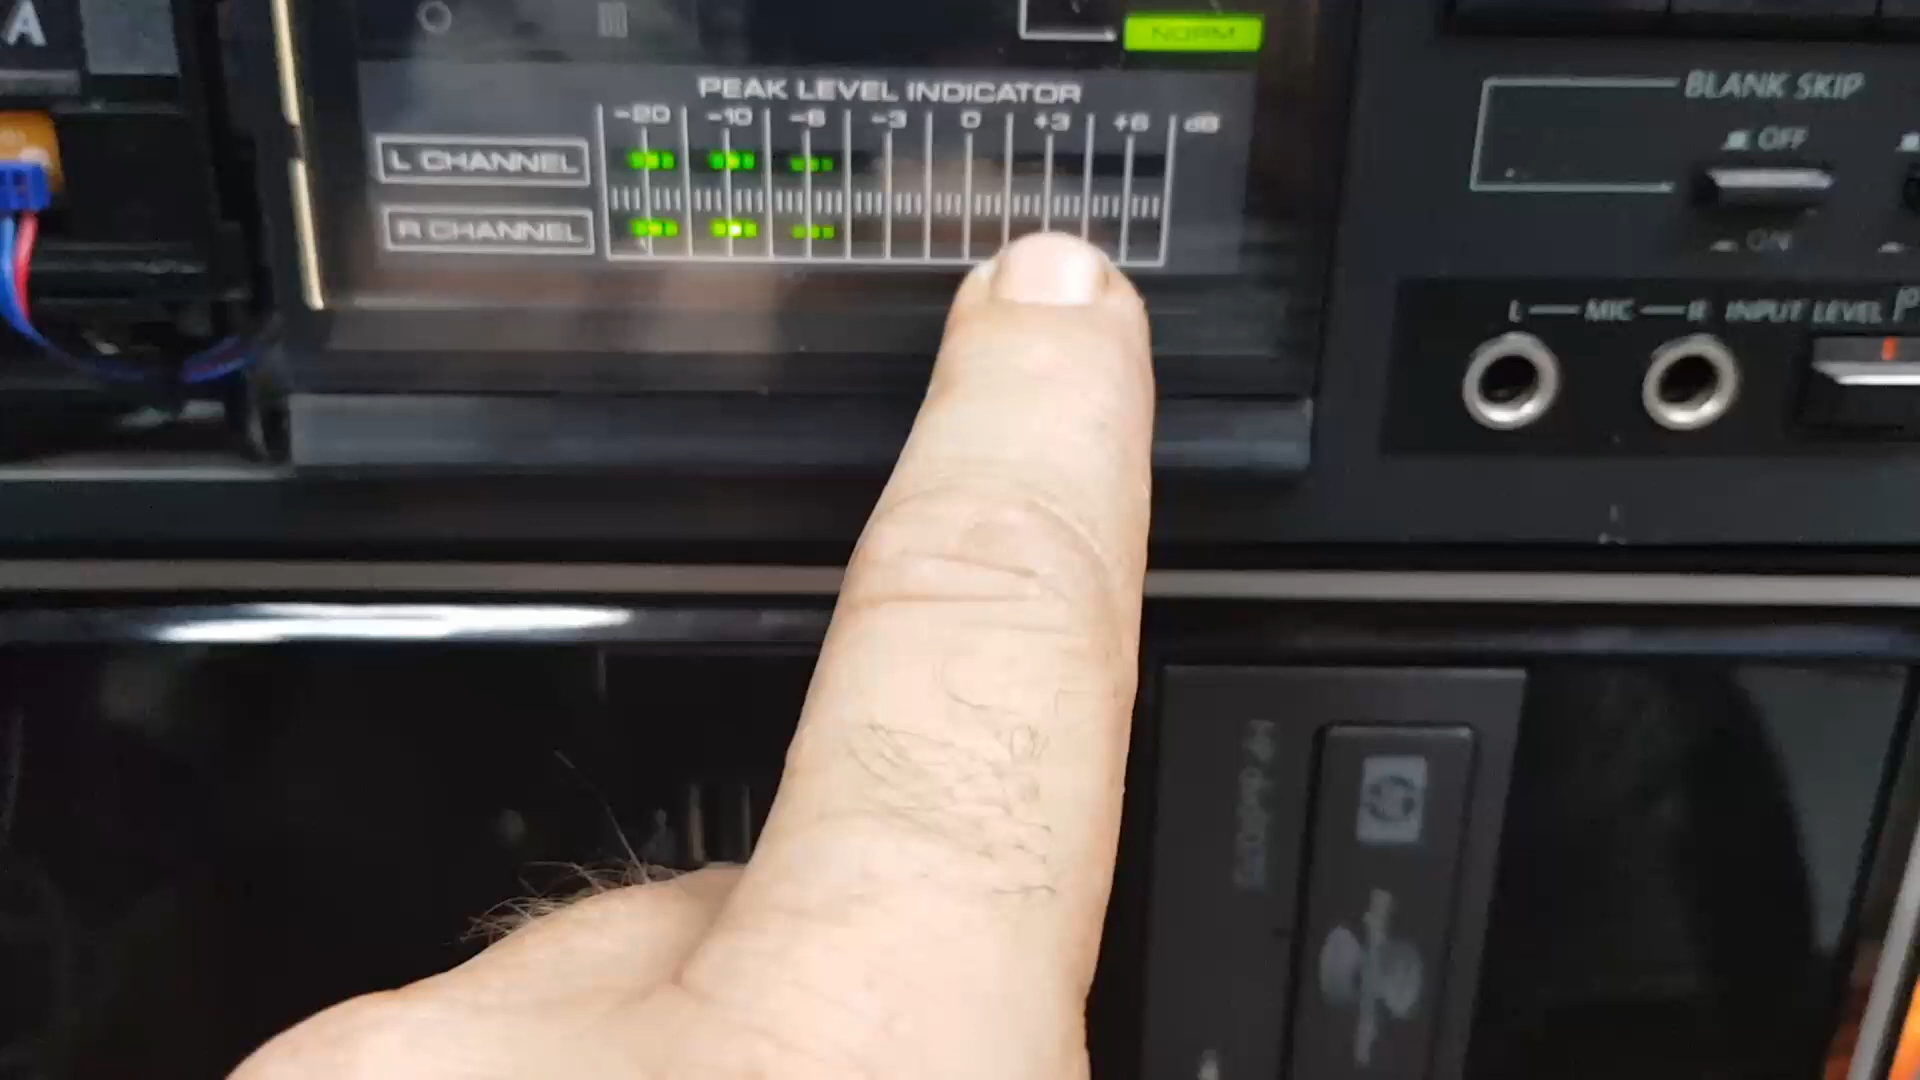 A
NORM
PEAK LEVEL INDICATOR
-20 -10 -6 -3 0 +3 +6 dB
L CHANNEL
R CHANNEL
BLANK SKIP
OFF
ON
L MIC R INPUT LEVEL